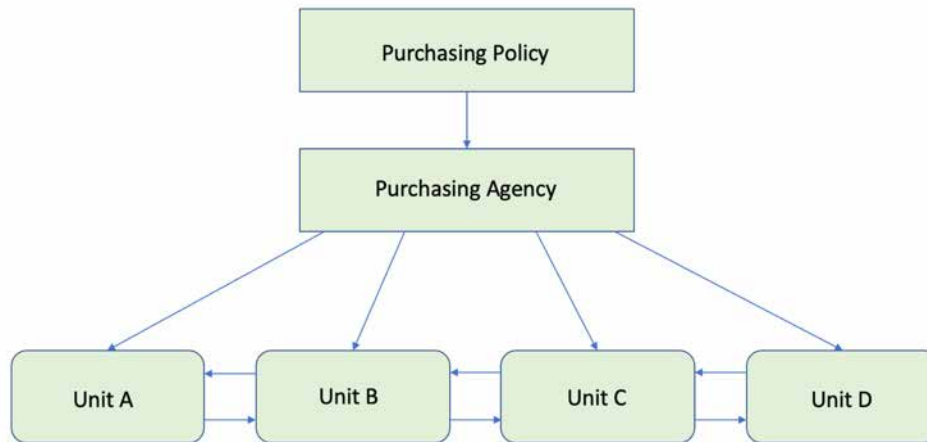 Purchasing Policy
Purchasing Agency
Unit A
Unit B
Unit C
Unit D